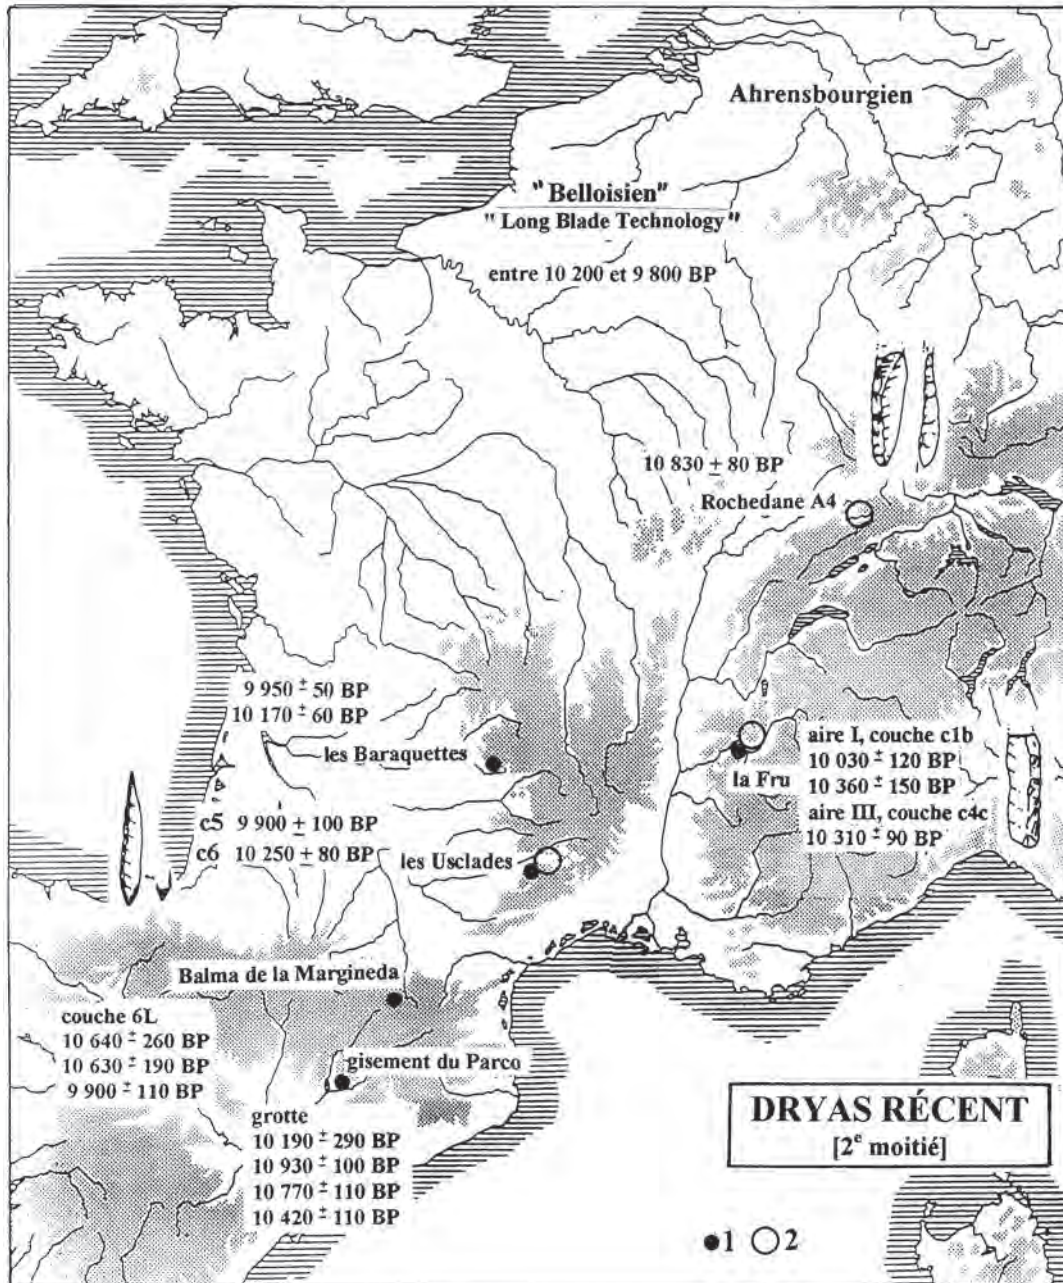 Ahrensbourgien
"Belloisien"
"Long Blade Technology"
entre 10 200 et 9 800 BP
10 830 ± 80 BP
Rochedane A4
9 950 ± 50 BP
10 170 ± 60 BP
les Baraquettes
aire I, couche c1b
10 030 ± 120 BP
10 360 ± 150 BP
aire III, couche c4c
10 310 ± 90 BP
la Fru
c5 9 900 ± 100 BP
c6 10 250 ± 80 BP
les Usclades
Balma de la Margineda
couche 6L
10 640 ± 260 BP
10 630 ± 190 BP
9 900 ± 110 BP
gisement du Parco
grotte
10 190 ± 290 BP
10 930 ± 100 BP
10 770 ± 110 BP
10 420 ± 110 BP
DRYAS RÉCENT
[2e moitié]
1 2